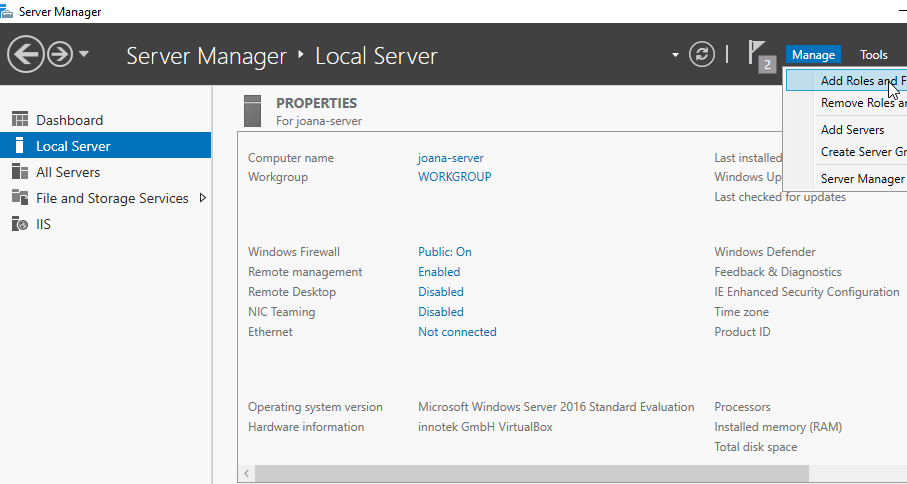 Server Manager
Server Manager ‣ Local Server
2
Manage
Tools
Add Roles and F
Remove Roles an
Add Servers
Create Server Gr
Server Manager
Dashboard
Local Server
All Servers
File and Storage Services
IIS
PROPERTIES
For joana-server
Computer name joana-server Last installed
Workgroup WORKGROUP Windows Up
Last checked for updates
Windows Firewall Public: On Windows Defender
Remote management Enabled Feedback & Diagnostics
Remote Desktop Disabled IE Enhanced Security Configuration
NIC Teaming Disabled Time zone
Ethernet Not connected Product ID
Operating system version Microsoft Windows Server 2016 Standard Evaluation Processors
Hardware information innotek GmbH VirtualBox Installed memory (RAM)
Total disk space